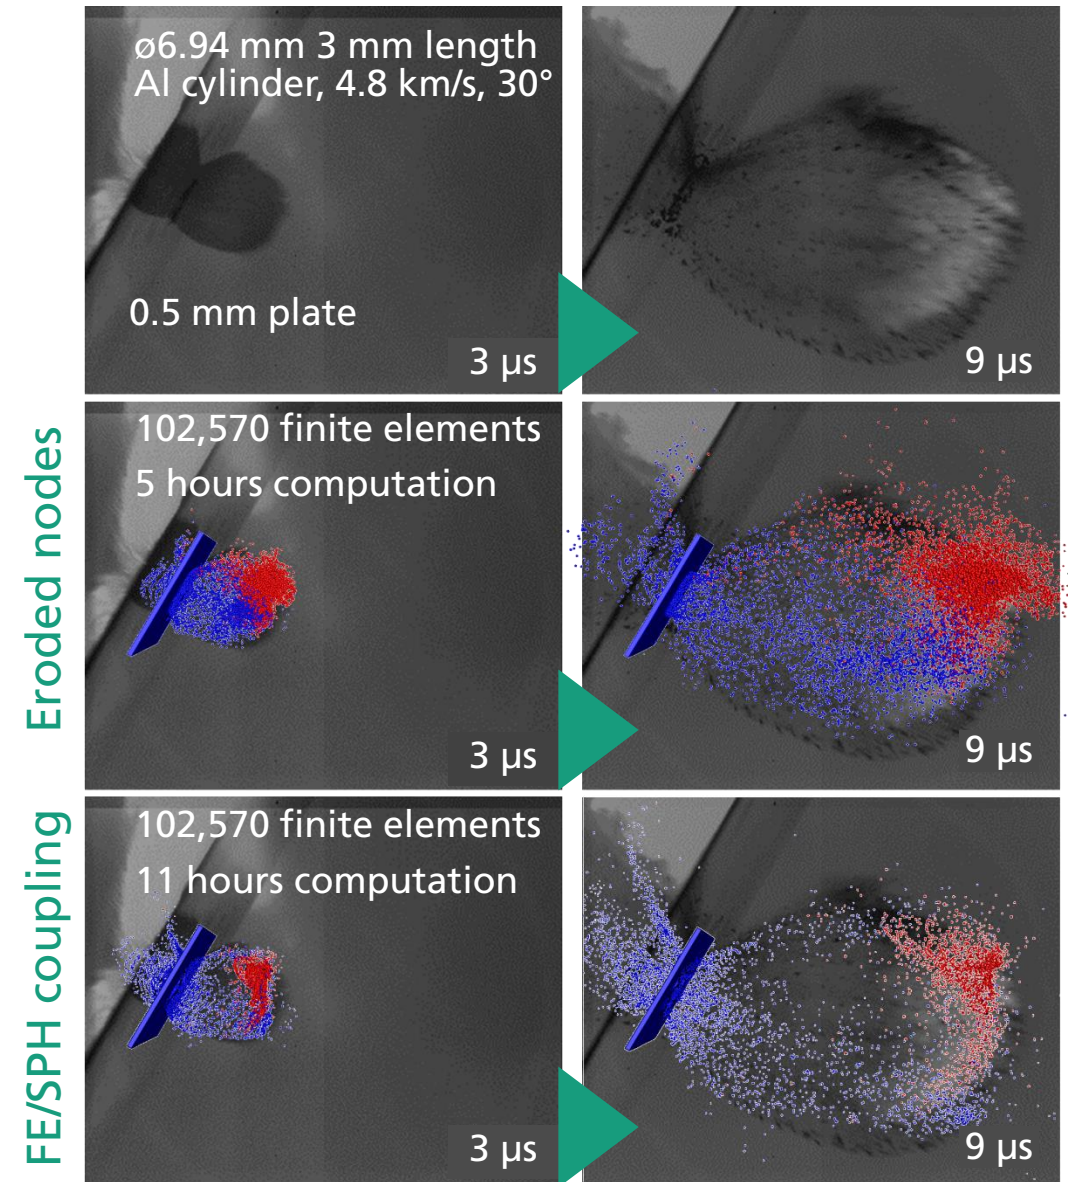 ø6.94 mm 3 mm length
Al cylinder, 4.8 km/s, 30°
0.5 mm plate
3 µs
9 µs
Eroded nodes
102,570 finite elements
5 hours computation
3 µs
9 µs
FE/SPH coupling
102,570 finite elements
11 hours computation
3 µs
9 µs